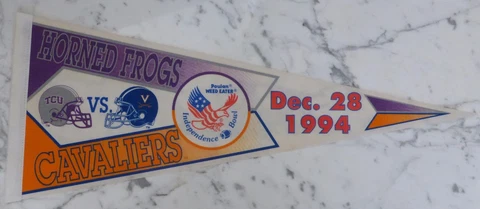 HORNED FROGS
TCU
VS.
V
CAVALIERS
Poulan®
WEED EATER®
Independence Bowl
Dec. 28
1994